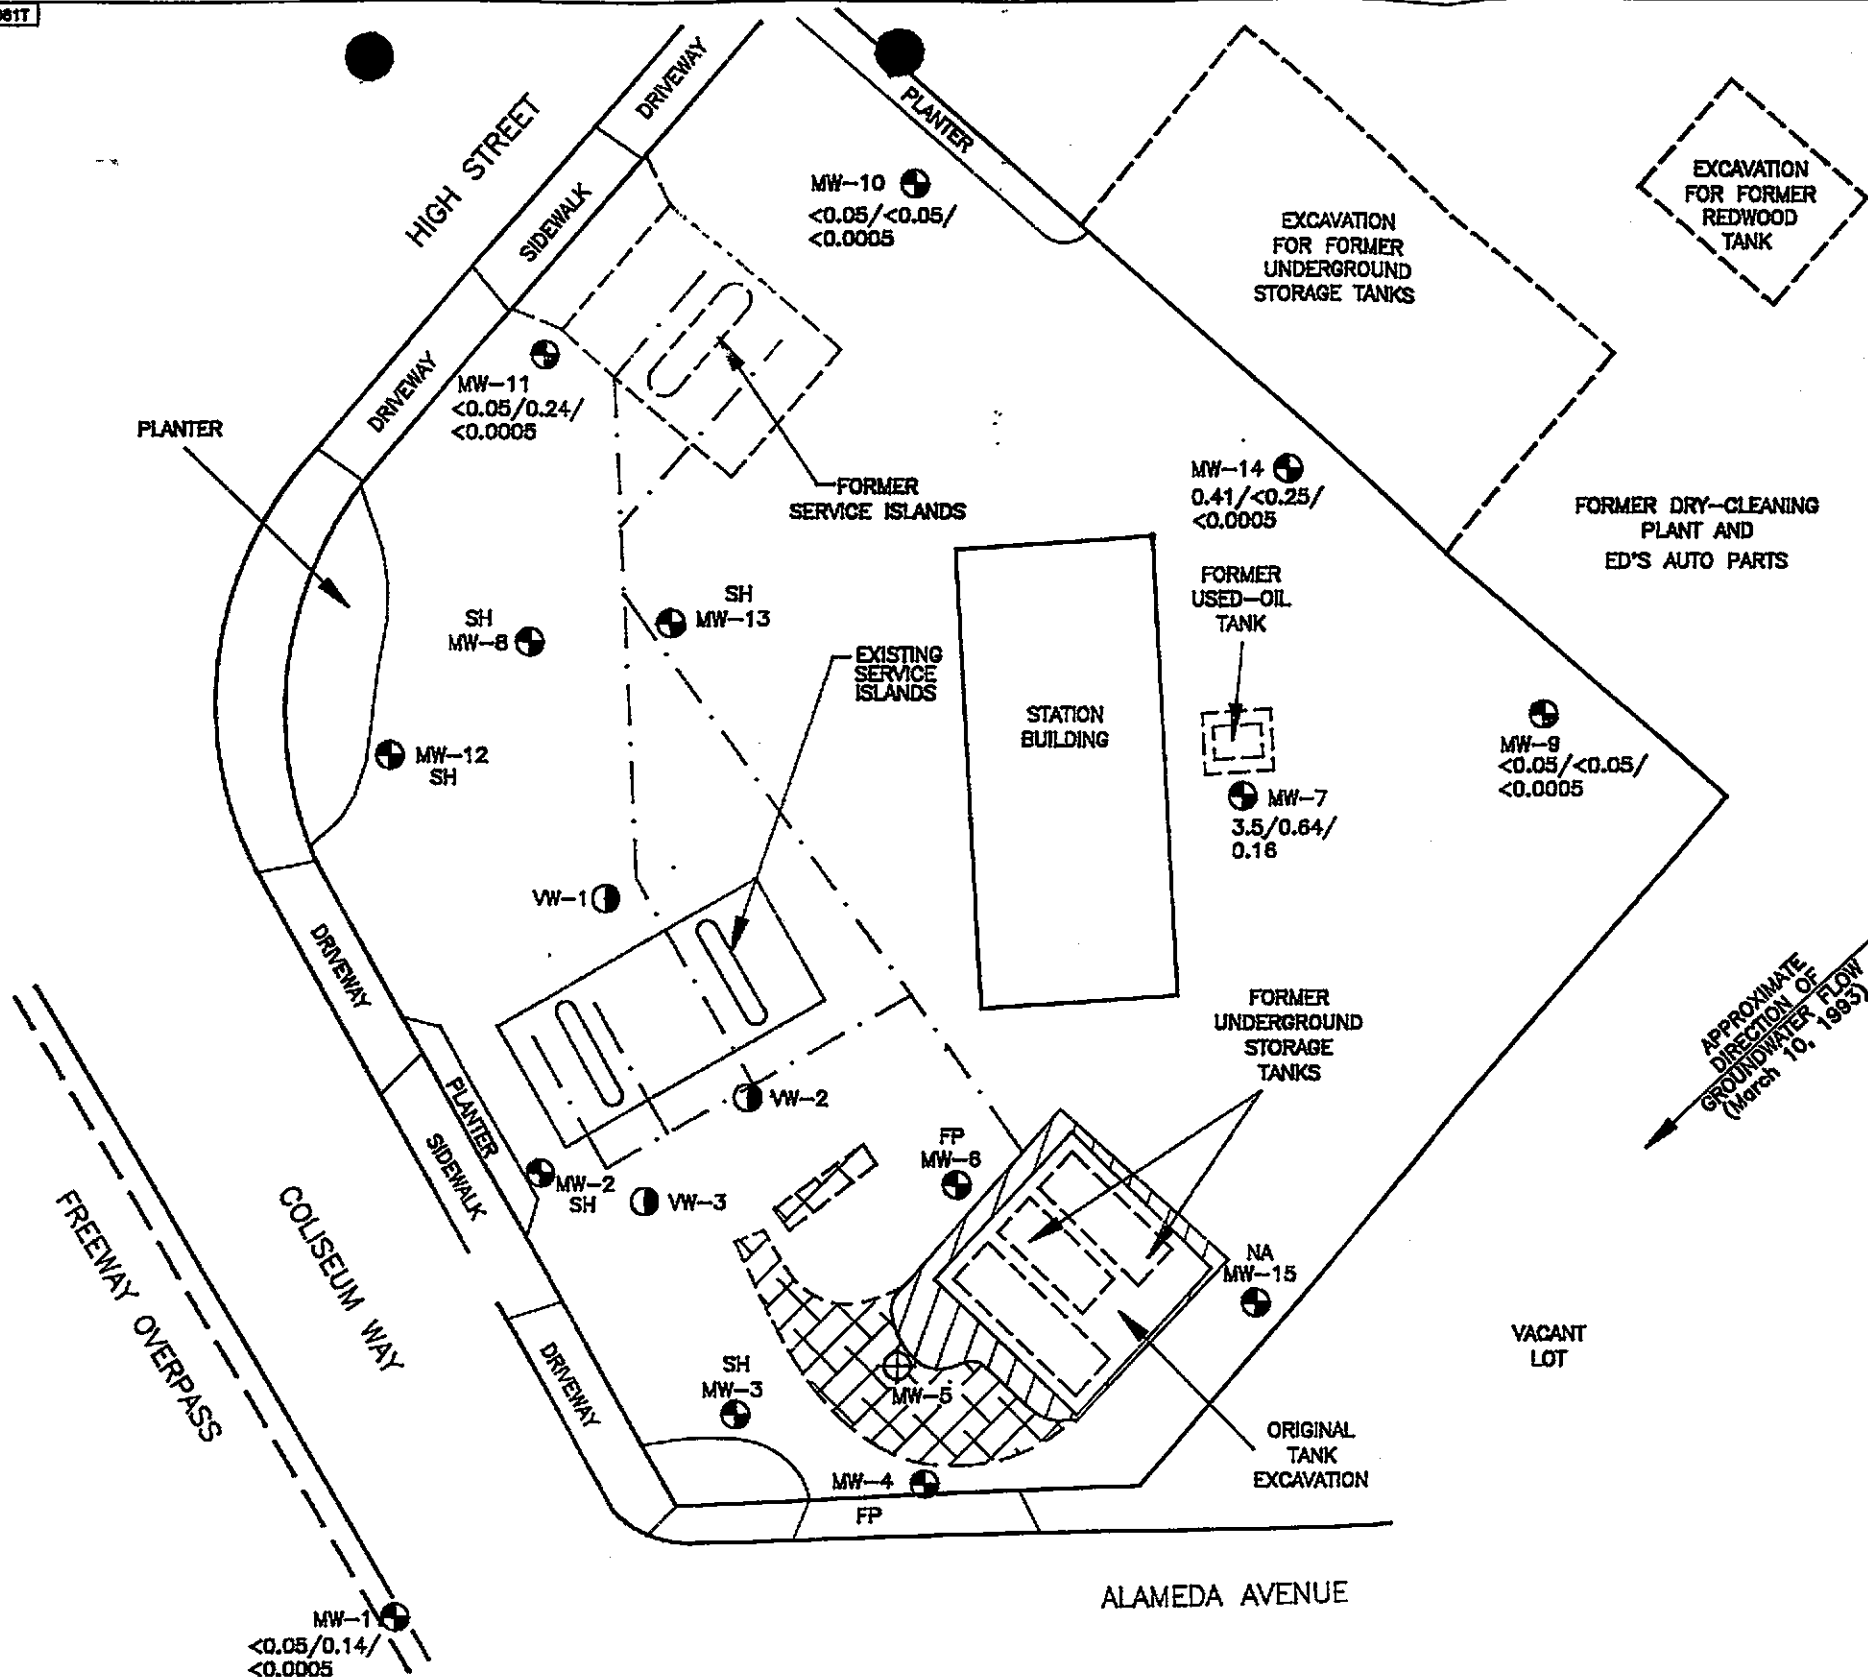 DRIVEWAY
PLANTER
HIGH STREET
SIDEWALK
MW-10
<0.05/<0.05/
<0.0005
EXCAVATION
FOR FORMER
UNDERGROUND
STORAGE TANKS
EXCAVATION
FOR FORMER
REDWOOD
TANK
DRIVEWAY
MW-11
<0.05/0.24/
<0.0005
PLANTER
FORMER
SERVICE ISLANDS
MW-14
0.41/<0.25/
<0.0005
FORMER DRY-CLEANING
PLANT AND
ED'S AUTO PARTS
FORMER
USED-OIL
TANK
SH
MW-13
SH
MW-8
EXISTING
SERVICE
ISLANDS
STATION
BUILDING
MW-12
SH
MW-9
<0.05/<0.05/
<0.0005
MW-7
3.5/0.64/
0.16
VW-1
DRIVEWAY
APPROXIMATE
DIRECTION OF
GROUNDWATER FLOW
(March 10, 1993)
FORMER
UNDERGROUND
STORAGE
TANKS
PLANTER
SIDEWALK
VW-2
FP
MW-6
MW-2
SH
VW-3
COLISEUM WAY
FREEWAY OVERPASS
NA
MW-15
VACANT
LOT
DRIVEWAY
SH
MW-3
MW-5
ORIGINAL
TANK
EXCAVATION
MW-4
FP
ALAMEDA AVENUE
MW-1
<0.05/0.14/
<0.0005